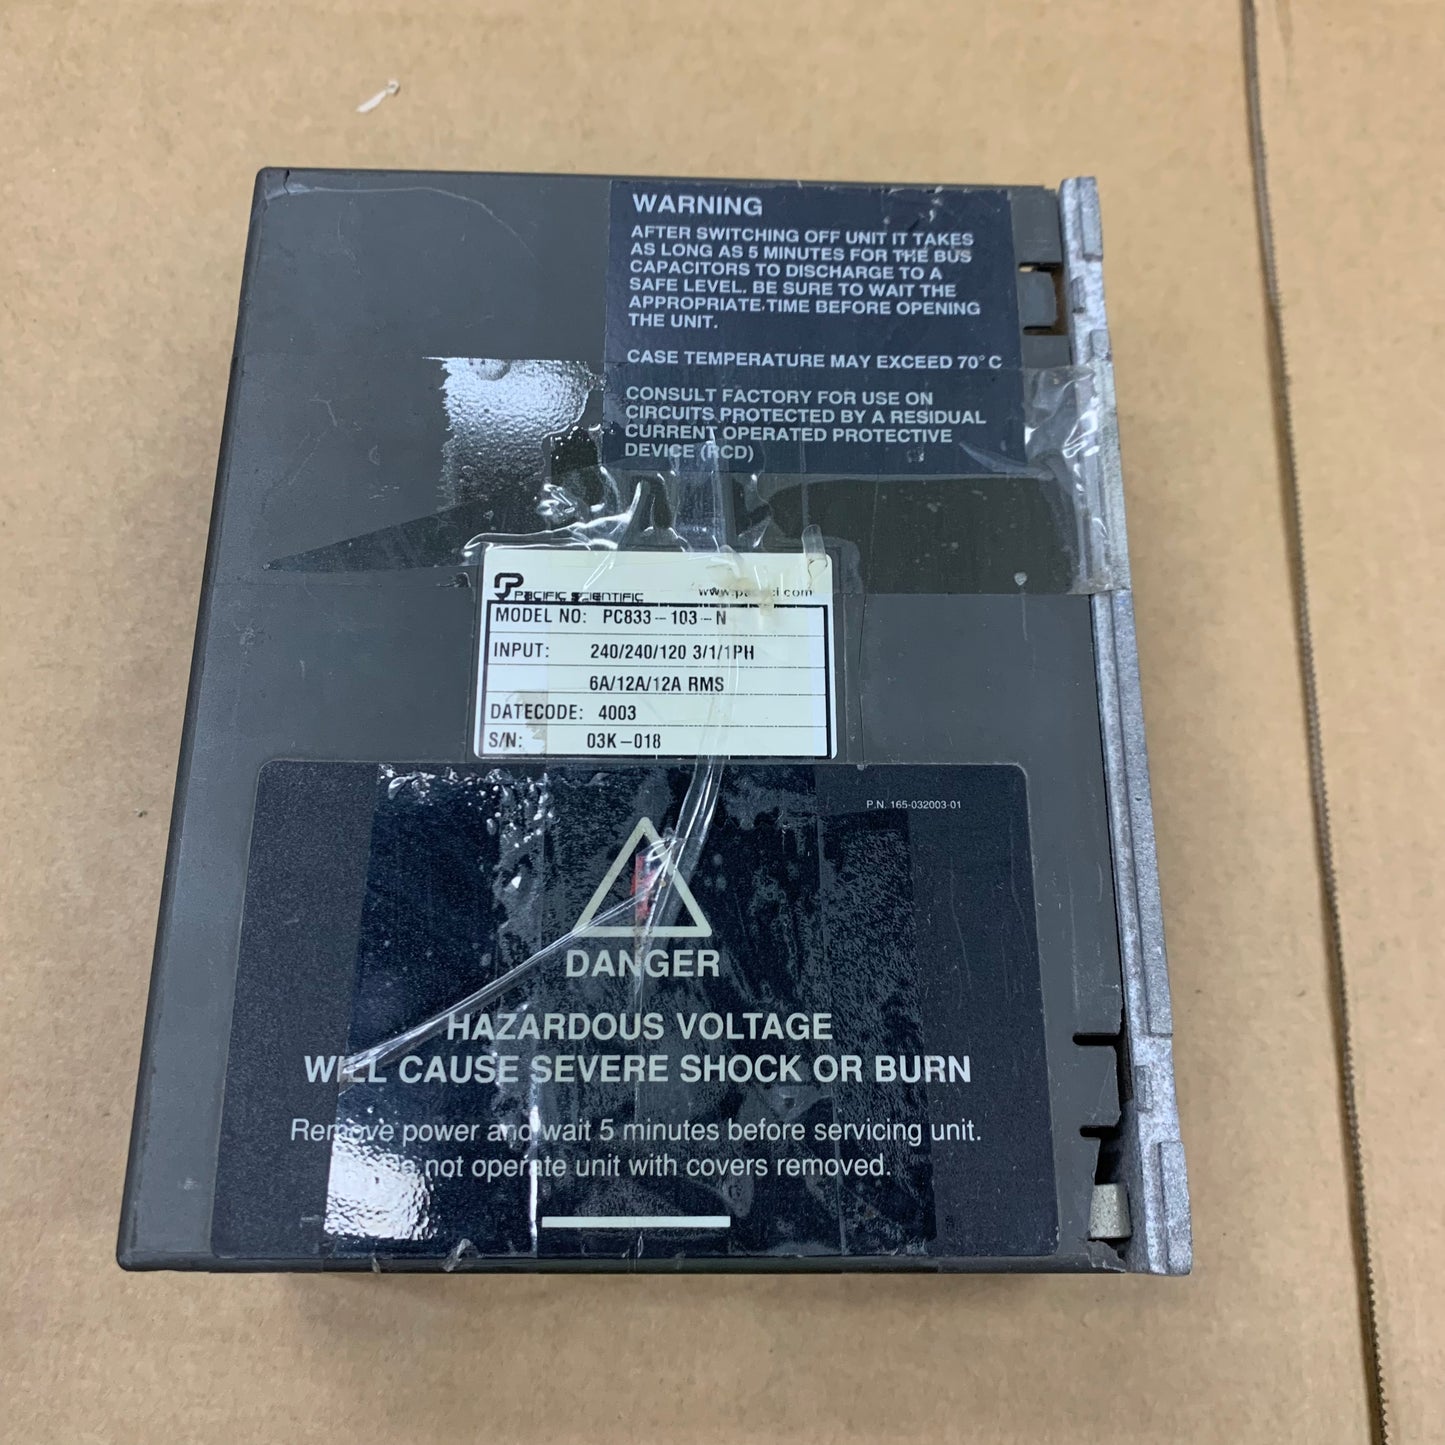 WARNING
AFTER SWITCHING OFF UNIT IT TAKES
AS LONG AS 5 MINUTES FOR THE BUS
CAPACITORS TO DISCHARGE TO A
SAFE LEVEL. BE SURE TO WAIT THE
APPROPRIATE TIME BEFORE OPENING
THE UNIT.
CASE TEMPERATURE MAY EXCEED 70°C
CONSULT FACTORY FOR USE ON
CIRCUITS PROTECTED BY A RESIDUAL
CURRENT OPERATED PROTECTIVE
DEVICE (RCD)
PACIFIC SCIENTIFIC
MODEL NO: PC833-103-N
INPUT: 240/240/120 3/1/1PH
6A/12A/12A RMS
DATECODE: 4003
S/N: 03K-018
P.N. 165-032003-01
DANGER
HAZARDOUS VOLTAGE
WILL CAUSE SEVERE SHOCK OR BURN
Remove power and wait 5 minutes before servicing unit.
not operate unit with covers removed.